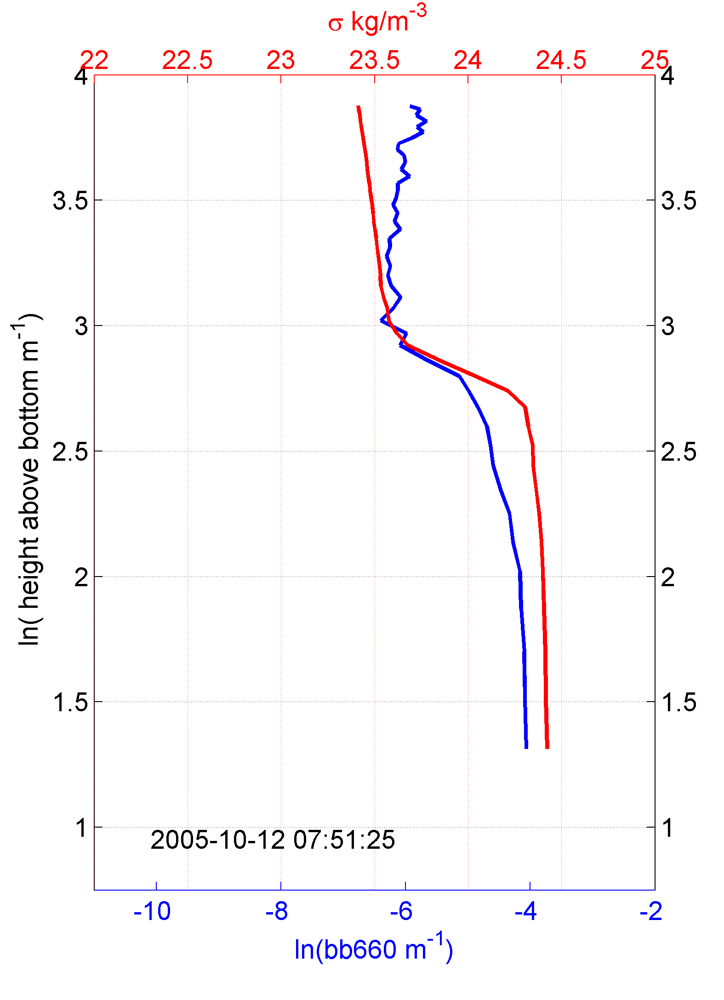 σ kg/m-3
22 22.5 23 23.5 24 24.5 25
4 4
3.5 3.5
3 3
2.5 2.5
2 2
1.5 1.5
1 1
ln( height above bottom m-1)
2005-10-12 07:51:25
-10 -8 -6 -4 -2
ln(bb660 m-1)